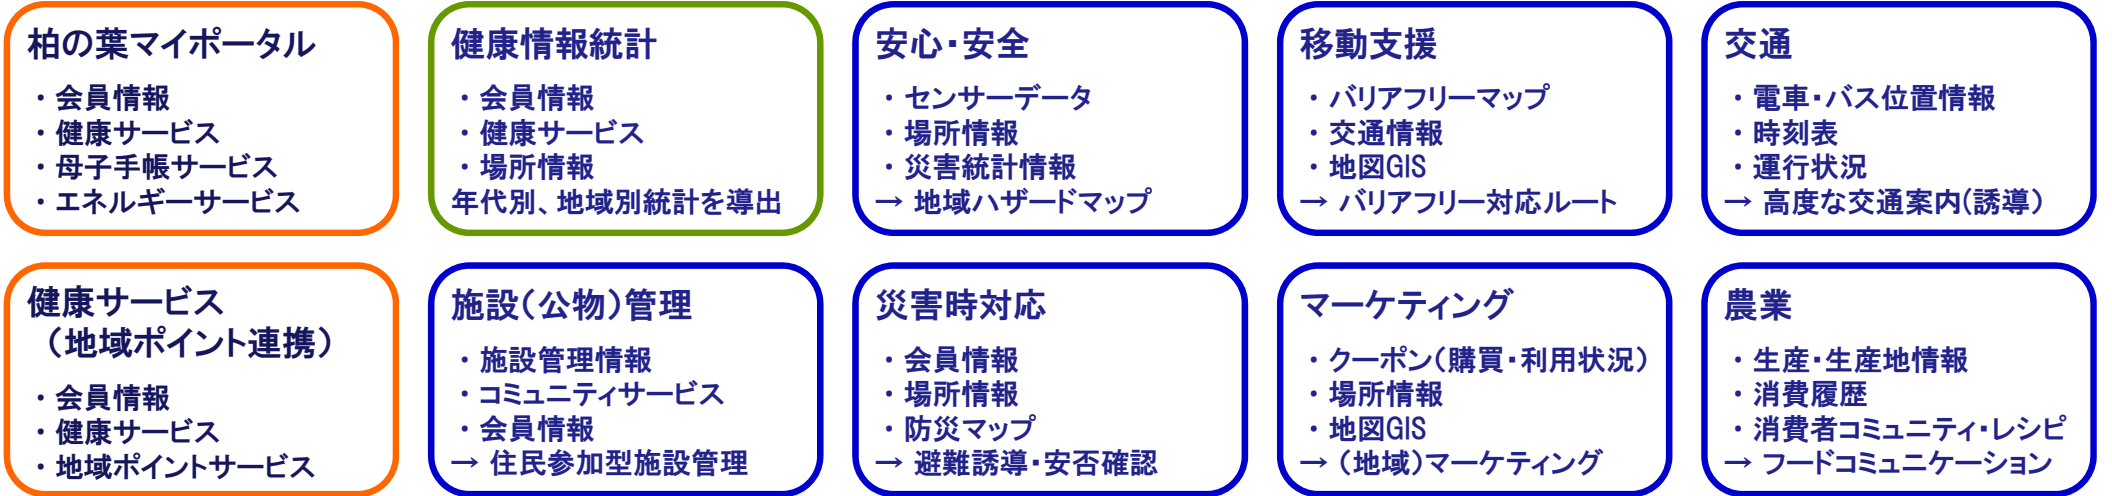 柏の葉マイポータル
・会員情報
・健康サービス
・母子手帳サービス
・エネルギーサービス
健康情報統計
・会員情報
・健康サービス
・場所情報
年代別、地域別統計を導出
安心・安全
・センサーデータ
・場所情報
・災害統計情報
→ 地域ハザードマップ
移動支援
・バリアフリーマップ
・交通情報
・地図GIS
→ バリアフリー対応ルート
交通
・電車・バス位置情報
・時刻表
・運行状況
→ 高度な交通案内(誘導)
健康サービス
(地域ポイント連携)
・会員情報
・健康サービス
・地域ポイントサービス
施設(公物)管理
・施設管理情報
・コミュニティサービス
・会員情報
→ 住民参加型施設管理
災害時対応
・会員情報
・場所情報
・防災マップ
→ 避難誘導・安否確認
マーケティング
・クーポン(購買・利用状況)
・場所情報
・地図GIS
→ (地域)マーケティング
農業
・生産・生産地情報
・消費履歴
・消費者コミュニティ・レシピ
→ フードコミュニケーション